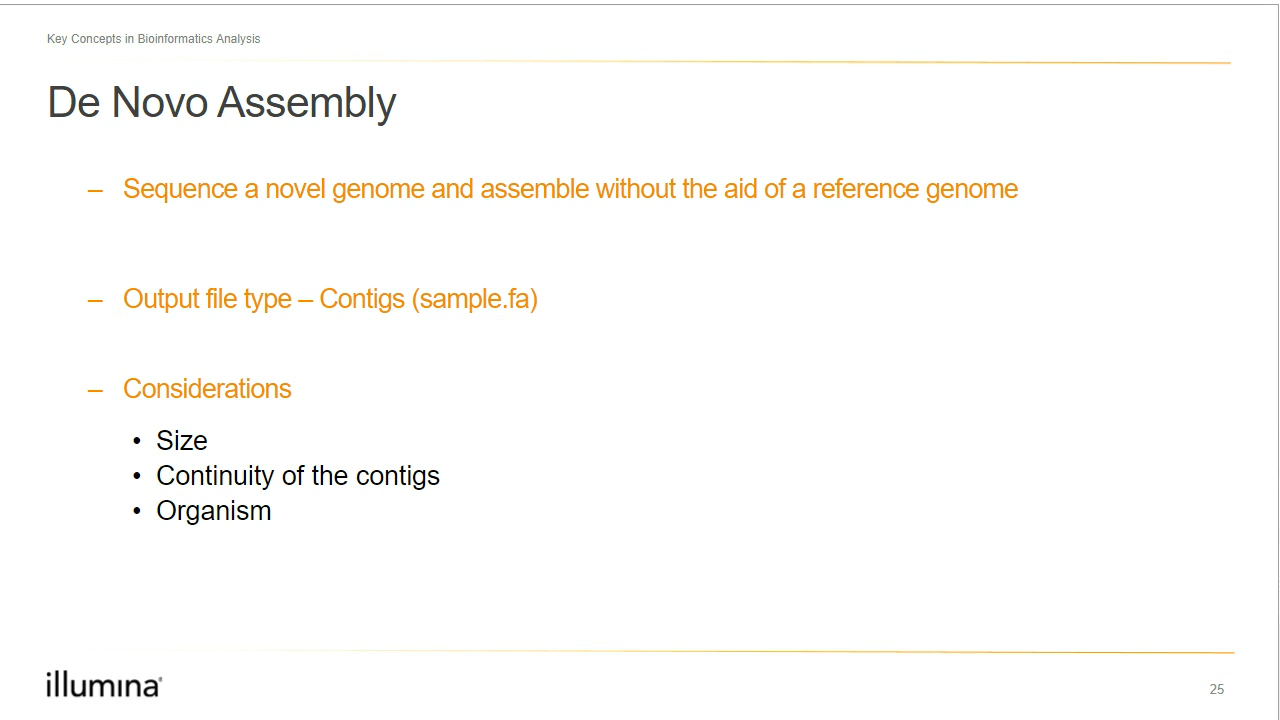 Key Concepts in Bioinformatics Analysis
De Novo Assembly
– Sequence a novel genome and assemble without the aid of a reference genome
– Output file type – Contigs (sample.fa)
– Considerations
• Size
• Continuity of the contigs
• Organism
illumina®
25